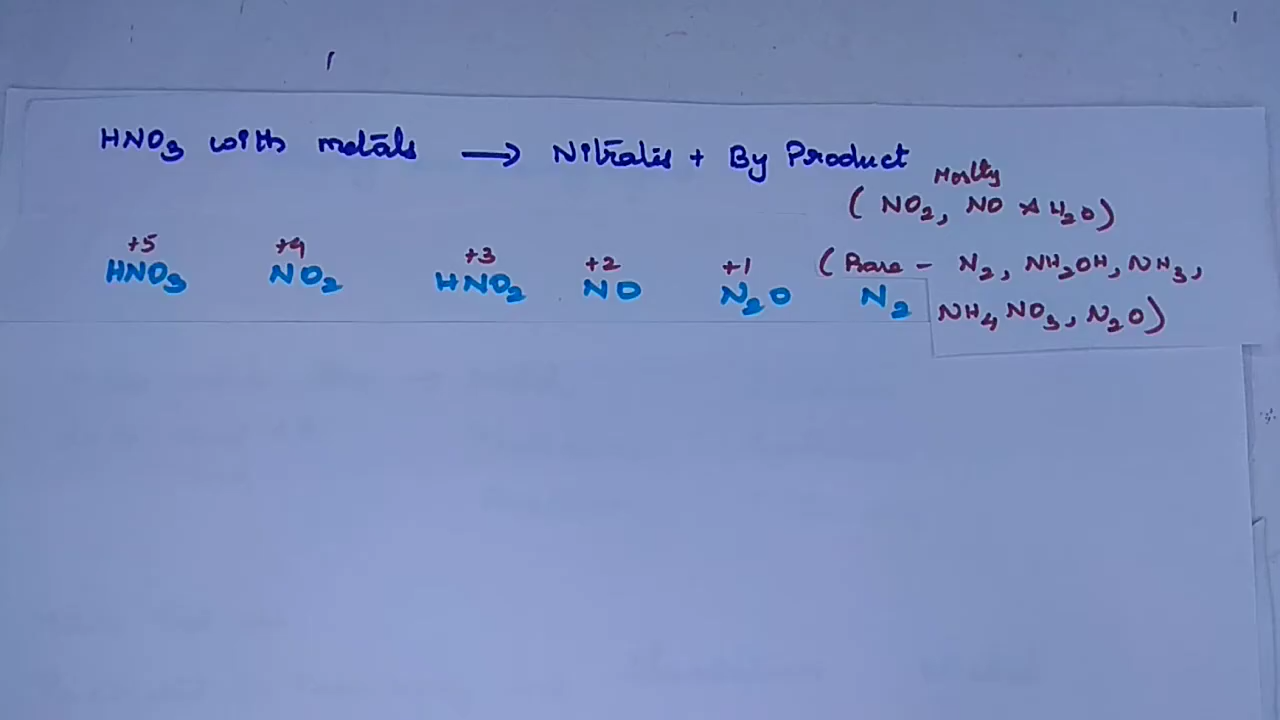 HNO3 with metals → Nitrates + By Product
Mostly
(NO2, NO & H2O)
(Rare - N2, NH2OH, NH3,
NH4NO3, N2O)
+5 +4 +3 +2 +1
HNO3 NO2 HNO2 NO N2O N2